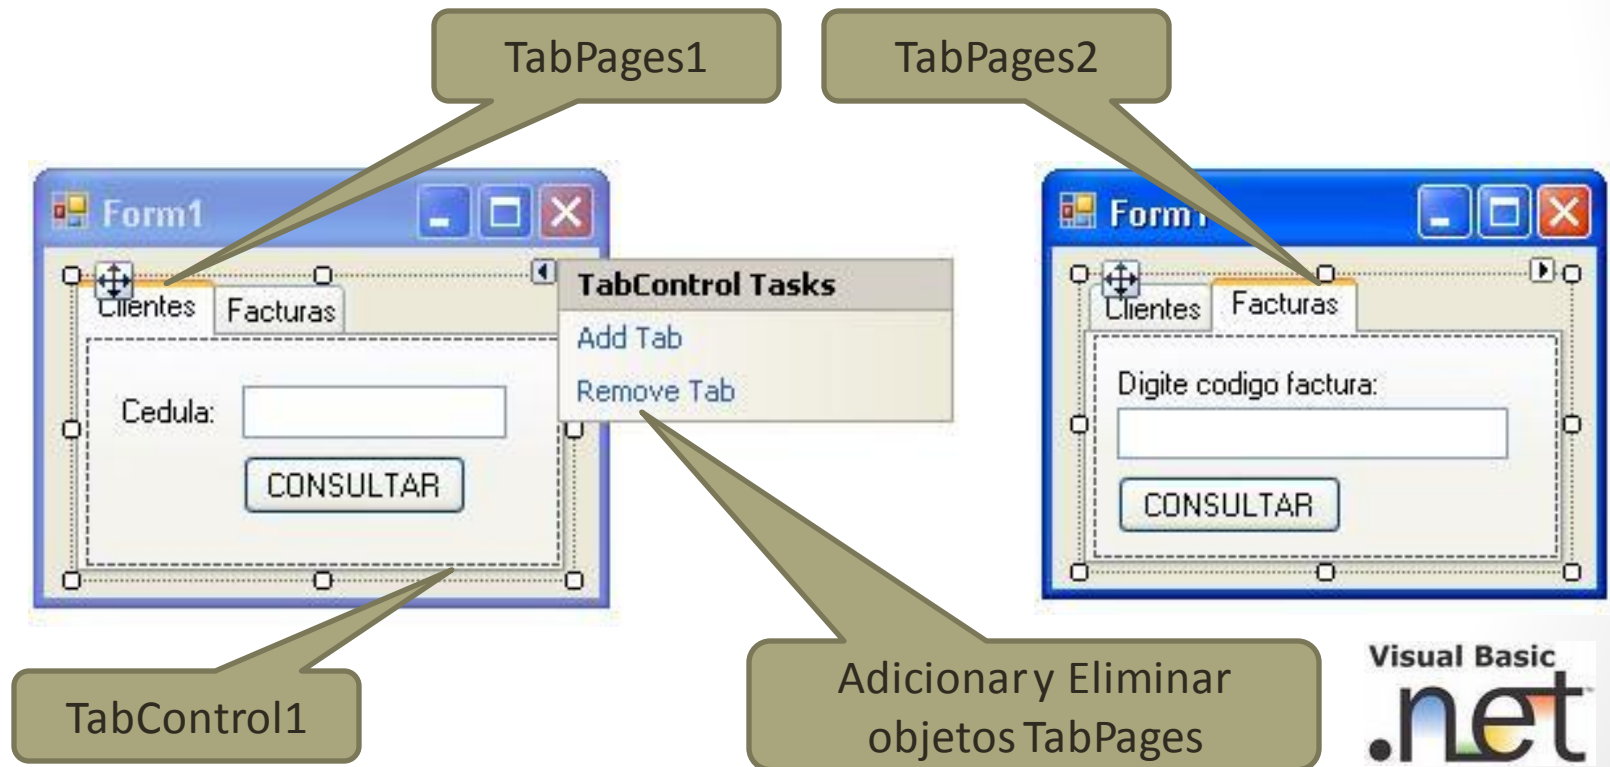 TabPages1
TabPages2
Form1
Clientes
Facturas
Cedula:
CONSULTAR
TabControl Tasks
Add Tab
Remove Tab
Form1
Clientes
Facturas
Digite codigo factura:
CONSULTAR
TabControl1
Adicionar y Eliminar
objetos TabPages
Visual Basic
.net